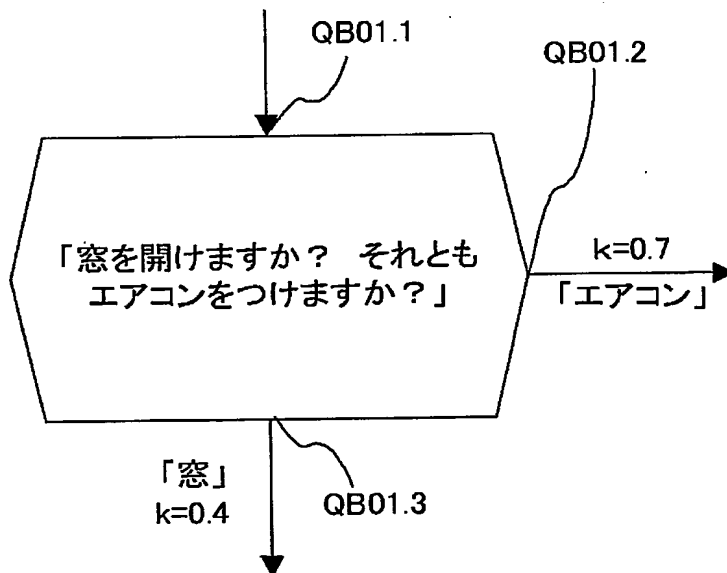 QB01.1
QB01.2
「窓を開けますか？ それとも
エアコンをつけますか？」
k=0.7
「エアコン」
「窓」
k=0.4
QB01.3